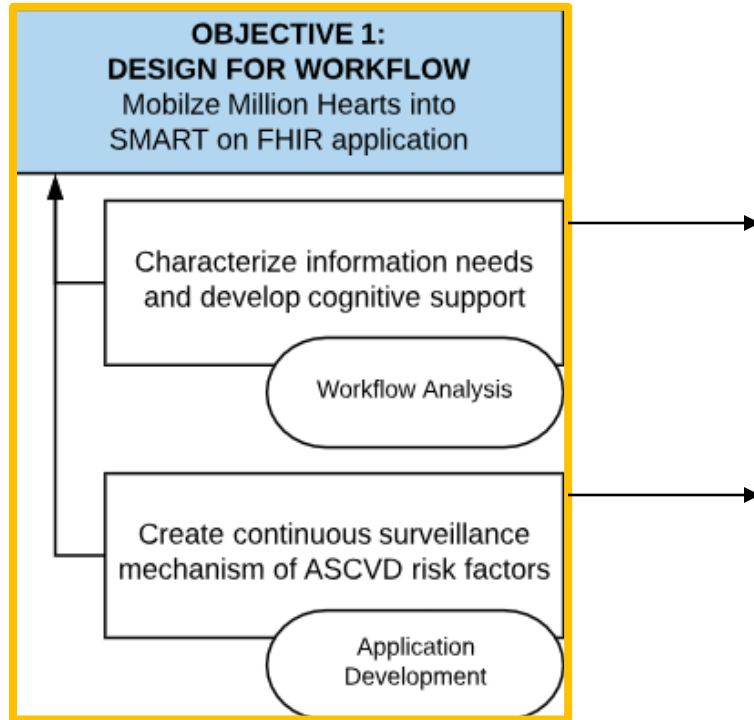 OBJECTIVE 1:
DESIGN FOR WORKFLOW
Mobilze Million Hearts into
SMART on FHIR application
Characterize information needs
and develop cognitive support
Workflow Analysis
Create continuous surveillance
mechanism of ASCVD risk factors
Application
Development